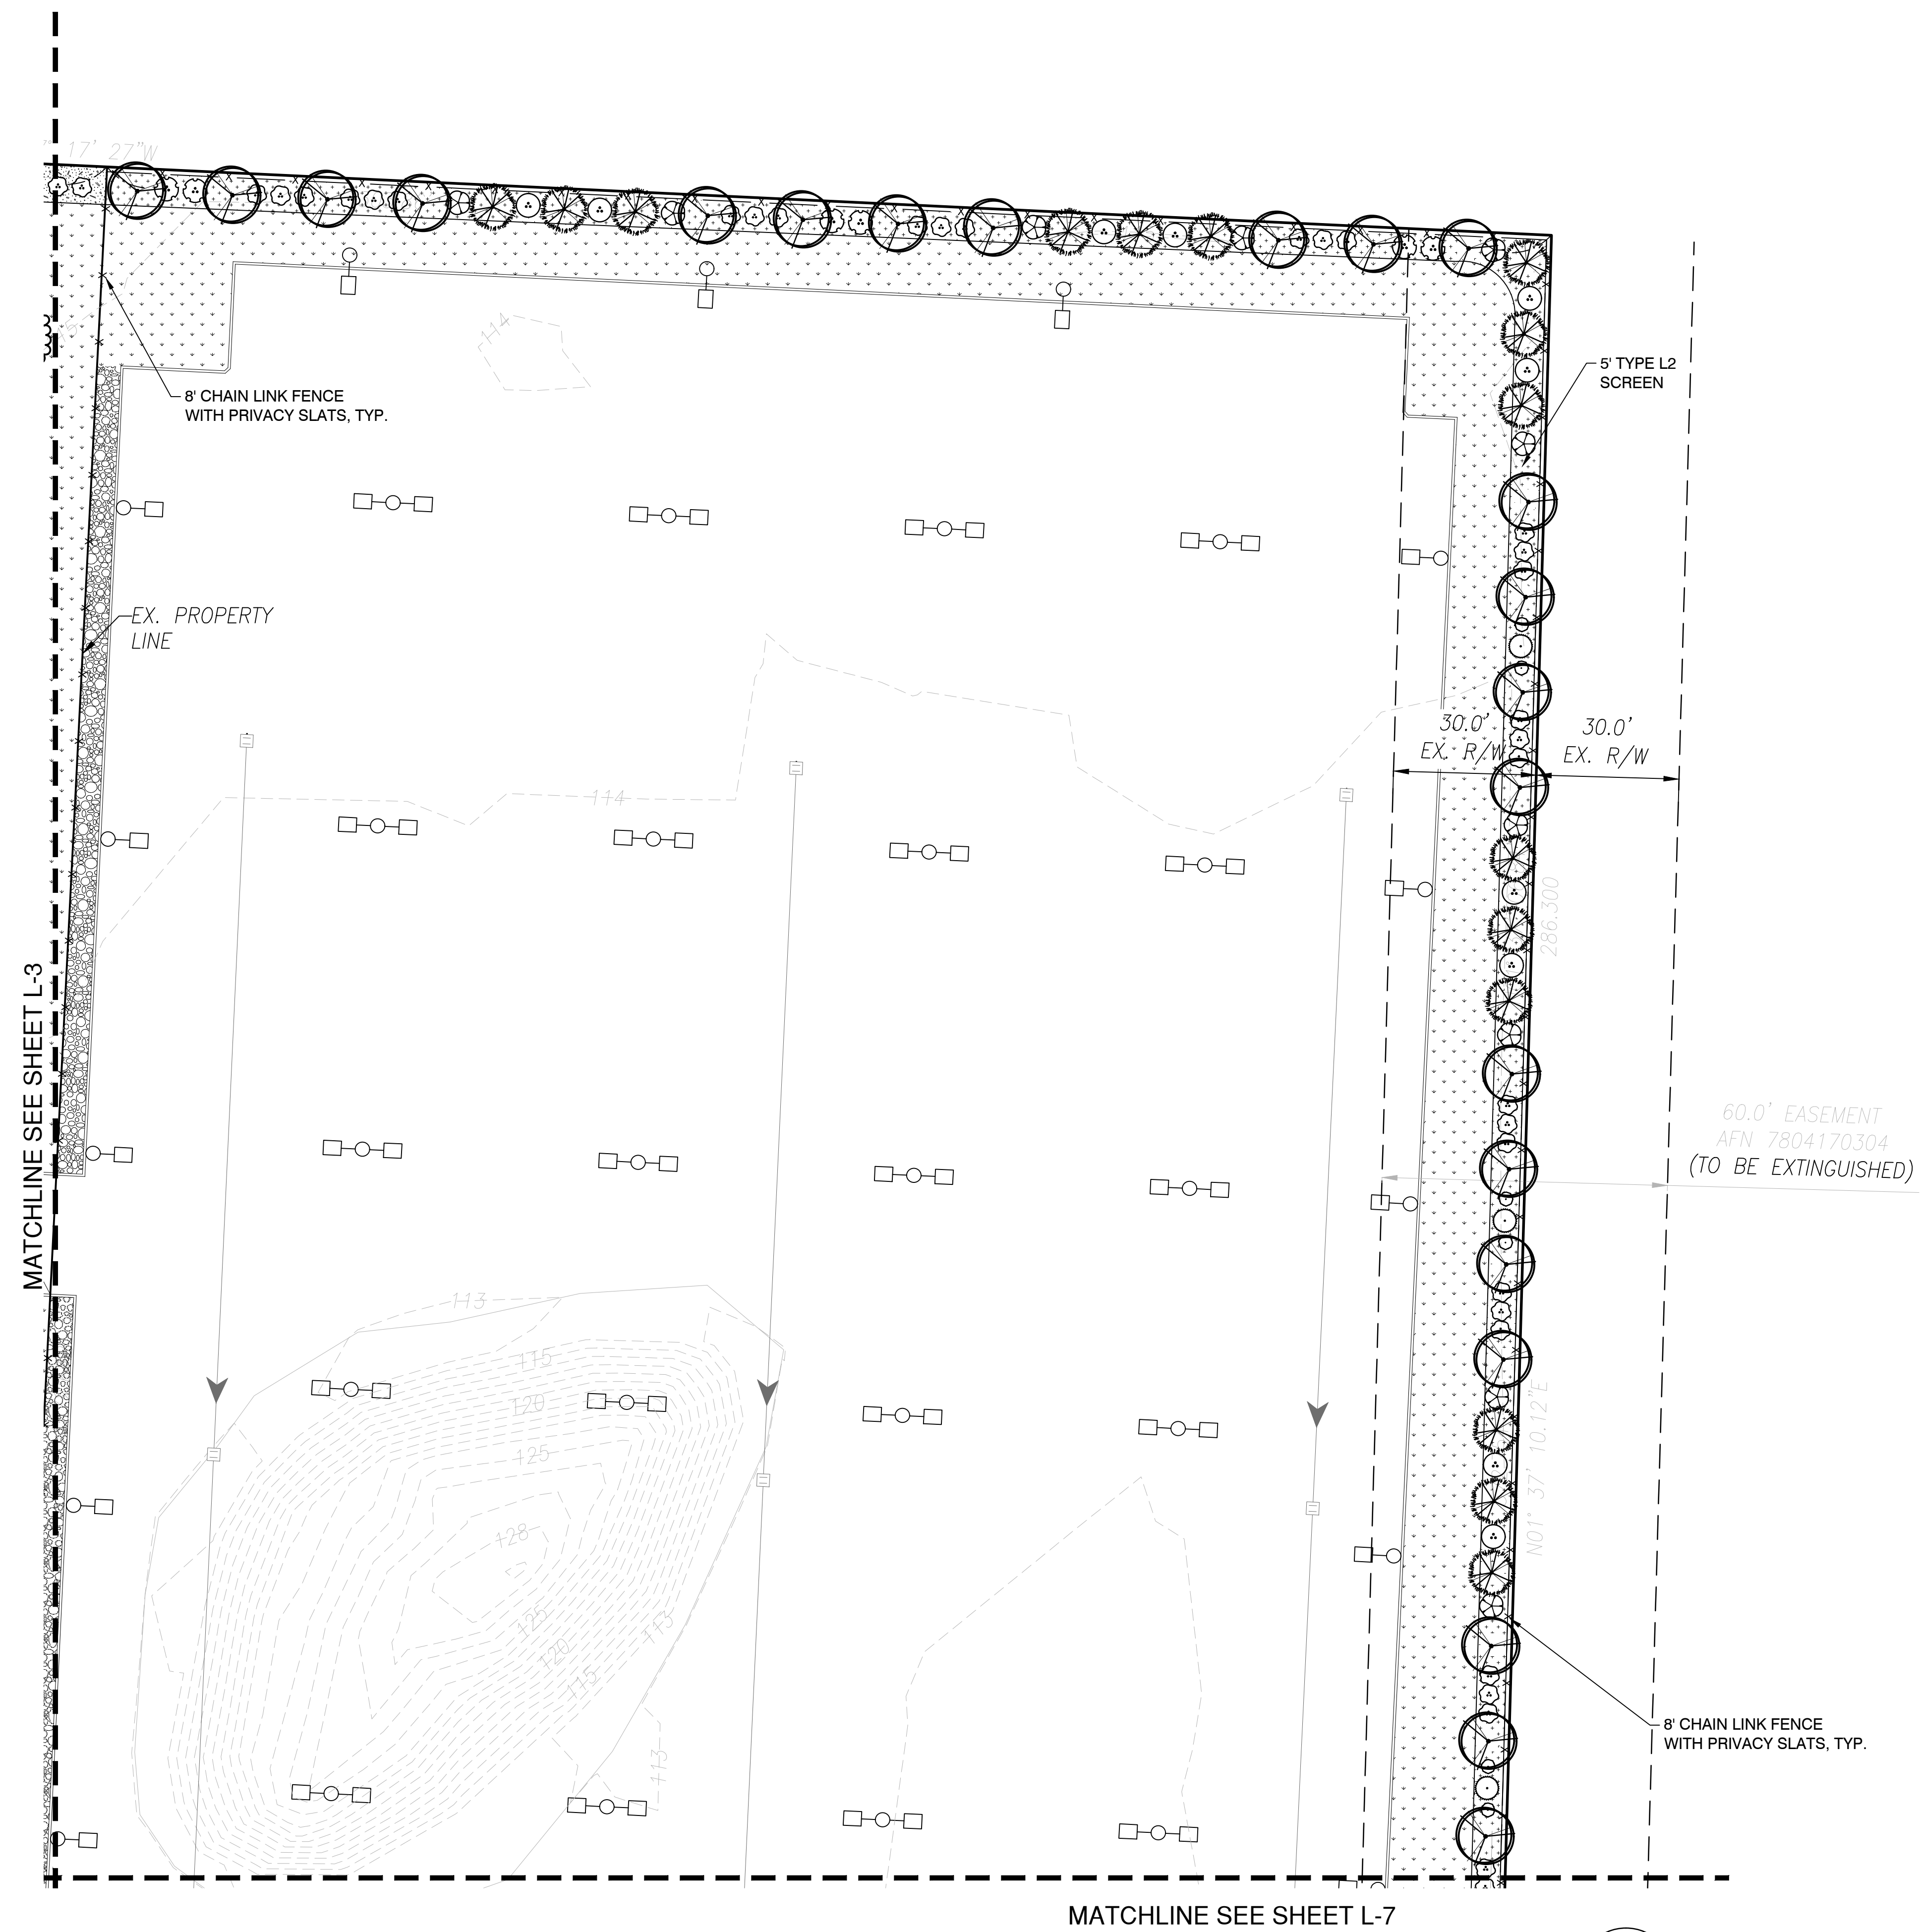 17' 27"W
114
5' TYPE L2
SCREEN
8' CHAIN LINK FENCE
WITH PRIVACY SLATS, TYP.
EX. PROPERTY
LINE
30.0'
EX. R/W
30.0'
EX. R/W
114
286.300
MATCHLINE SEE SHEET L-3
60.0' EASEMENT
AFN 7804170304
(TO BE EXTINGUISHED)
113
115
120
125
128
N01° 37' 10.12"E
125
120
115
113
113
8' CHAIN LINK FENCE
WITH PRIVACY SLATS, TYP.
MATCHLINE SEE SHEET L-7